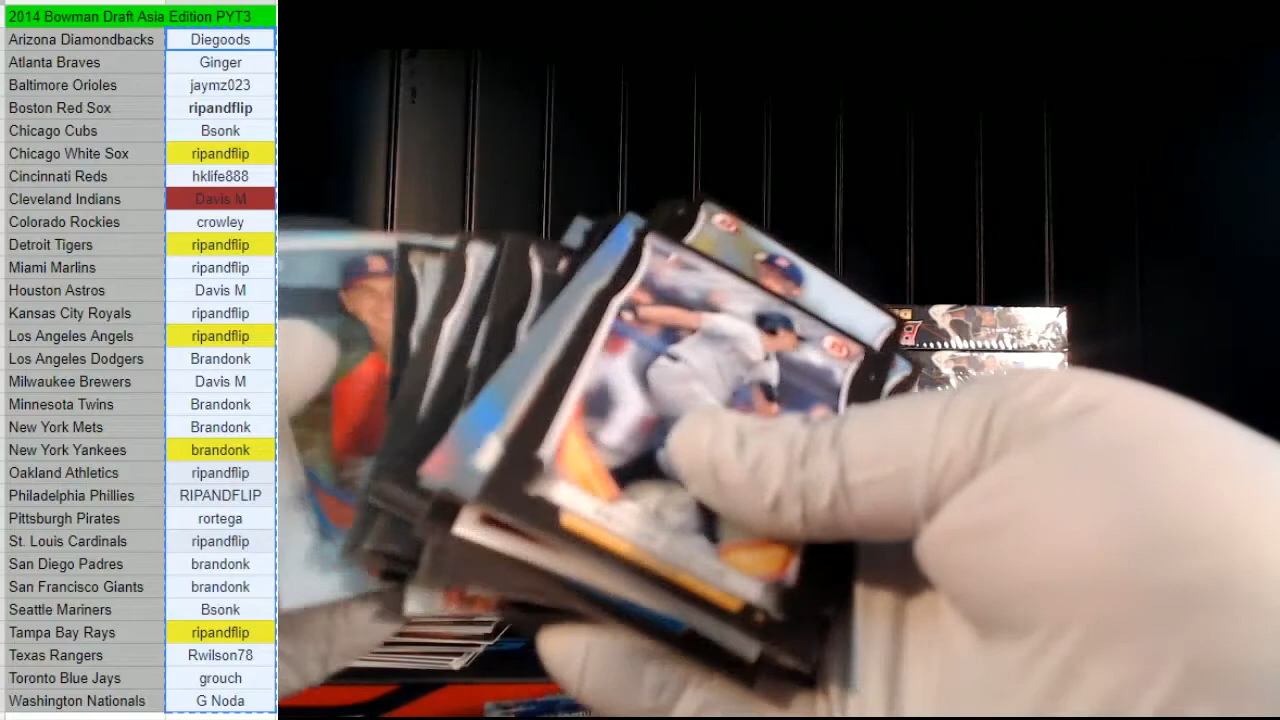 2014 Bowman Draft Asia Edition PYT3
Arizona Diamondbacks Diegoods
Atlanta Braves Ginger
Baltimore Orioles jaymz023
Boston Red Sox ripandflip
Chicago Cubs Bsonk
Chicago White Sox ripandflip
Cincinnati Reds hklife888
Cleveland Indians Davis M
Colorado Rockies crowley
Detroit Tigers ripandflip
Miami Marlins ripandflip
Houston Astros Davis M
Kansas City Royals ripandflip
Los Angeles Angels ripandflip
Los Angeles Dodgers Brandonk
Milwaukee Brewers Davis M
Minnesota Twins Brandonk
New York Mets Brandonk
New York Yankees brandonk
Oakland Athletics ripandflip
Philadelphia Phillies RIPANDFLIP
Pittsburgh Pirates rortega
St. Louis Cardinals ripandflip
San Diego Padres brandonk
San Francisco Giants brandonk
Seattle Mariners Bsonk
Tampa Bay Rays ripandflip
Texas Rangers Rwilson78
Toronto Blue Jays grouch
Washington Nationals G Noda